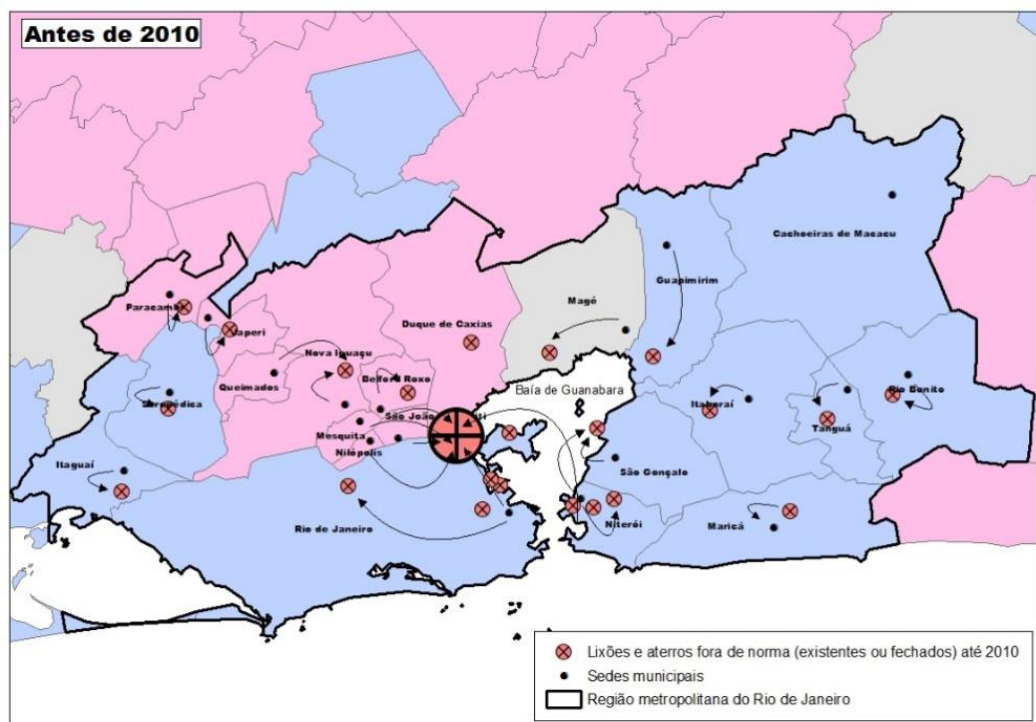 Antes de 2010
Cachoeiras de Macacu
Guapimirim
Magé
Paracambi
Japeri
Duque de Caxias
Nova Iguaçu
Belford Roxo
Baía de Guanabara
Queimados
Rio Bonito
Seropédica
Itaboraí
São João
Tanguá
Mesquita
Nilópolis
Itaguaí
São Gonçalo
Rio de Janeiro
Niterói
Maricá
Lixões e aterros fora de norma (existentes ou fechados) até 2010
Sedes municipais
Região metropolitana do Rio de Janeiro